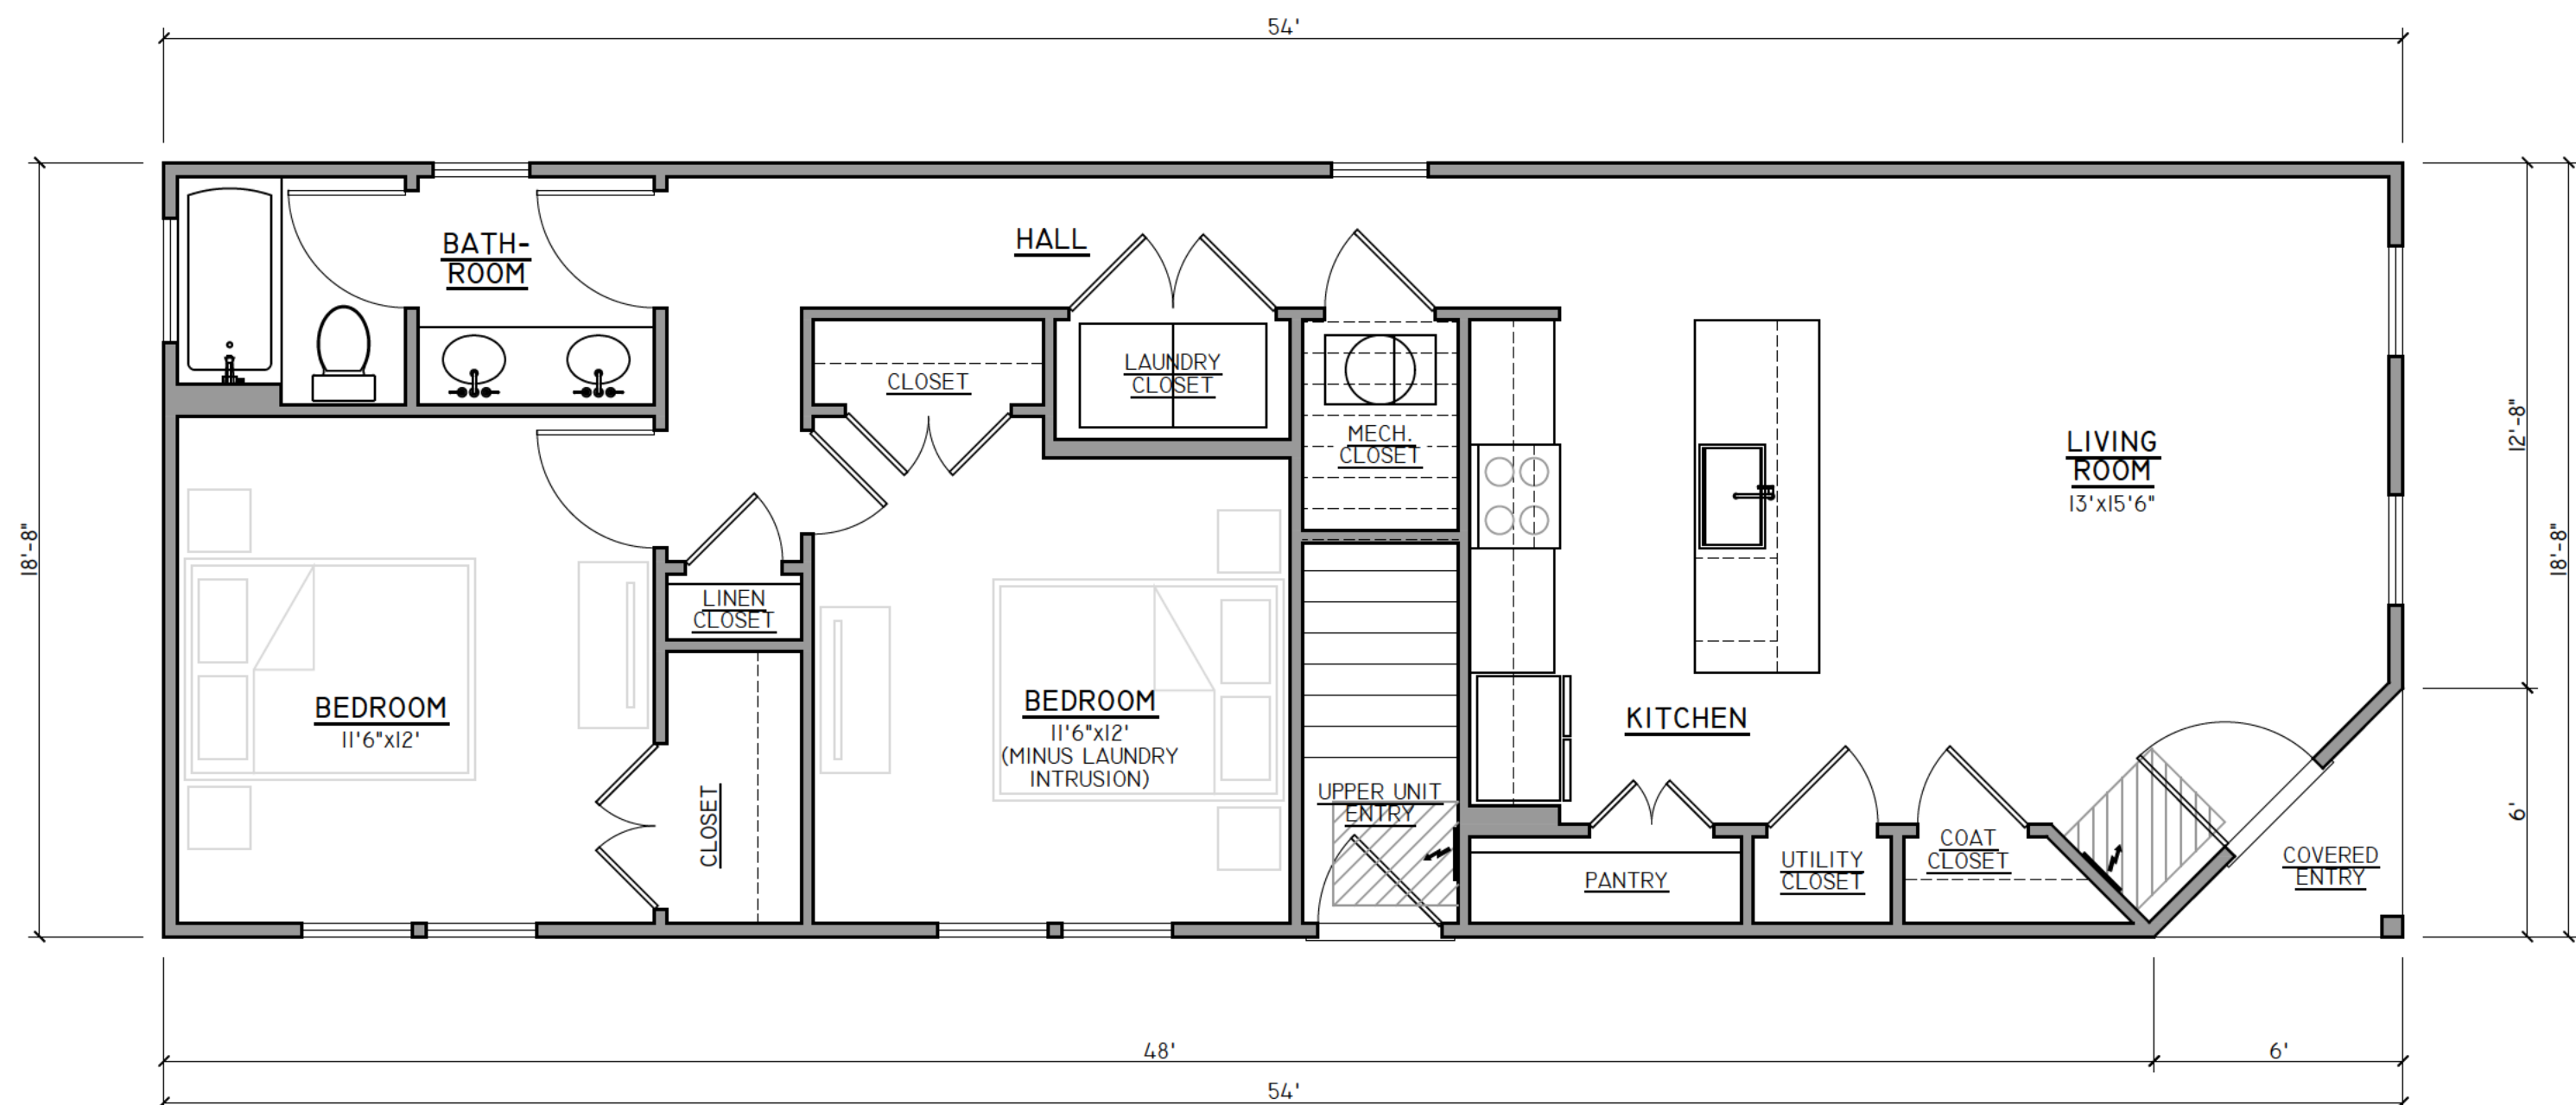 54'
BATH-
ROOM
HALL
CLOSET
LAUNDRY
CLOSET
MECH.
CLOSET
LIVING
ROOM
13'x15'6"
12'-8"
18'-8"
18'-8"
LINEN
CLOSET
BEDROOM
11'6"x12'
BEDROOM
11'6"x12'
(MINUS LAUNDRY
INTRUSION)
CLOSET
UPPER UNIT
ENTRY
KITCHEN
PANTRY
UTILITY
CLOSET
COAT
CLOSET
COVERED
ENTRY
6'
48'
6'
54'